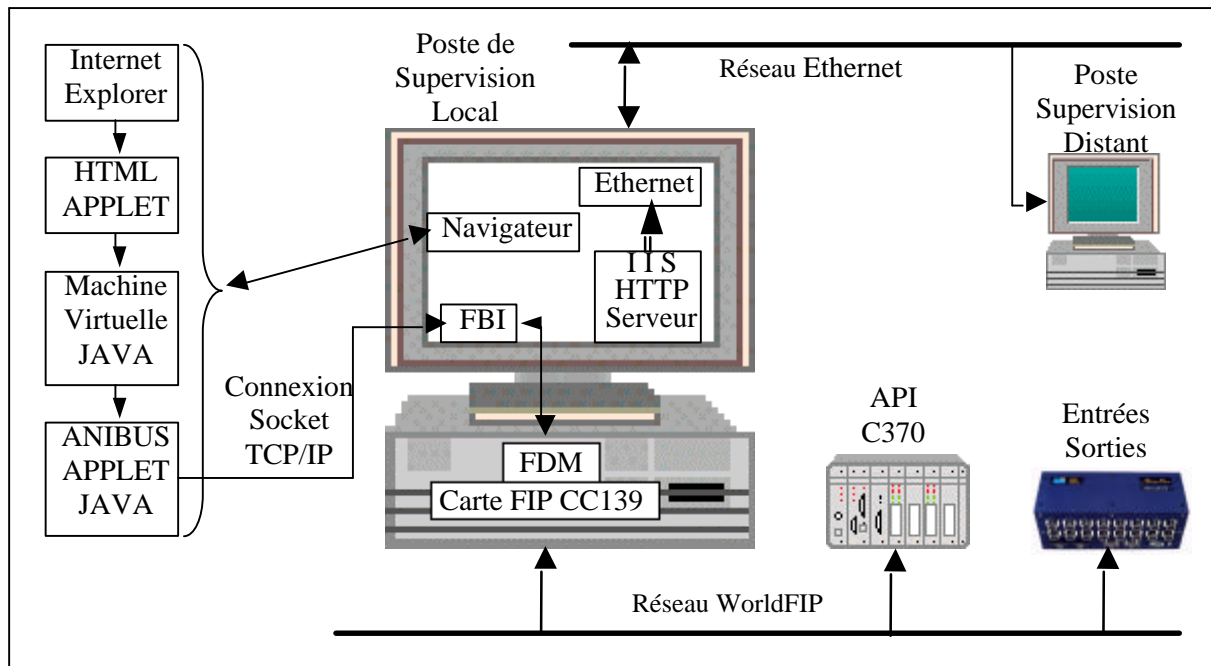 Internet
Explorer
HTML
APPLET
Machine
Virtuelle
JAVA
ANIBUS
APPLET
JAVA
Connexion
Socket
TCP/IP
Poste de
Supervision
Local
Ethernet
Navigateur
I I S
HTTP
Serveur
FBI
FDM
Carte FIP CC139
Réseau Ethernet
Poste
Supervision
Distant
API
C370
Entrées
Sorties
Réseau WorldFIP